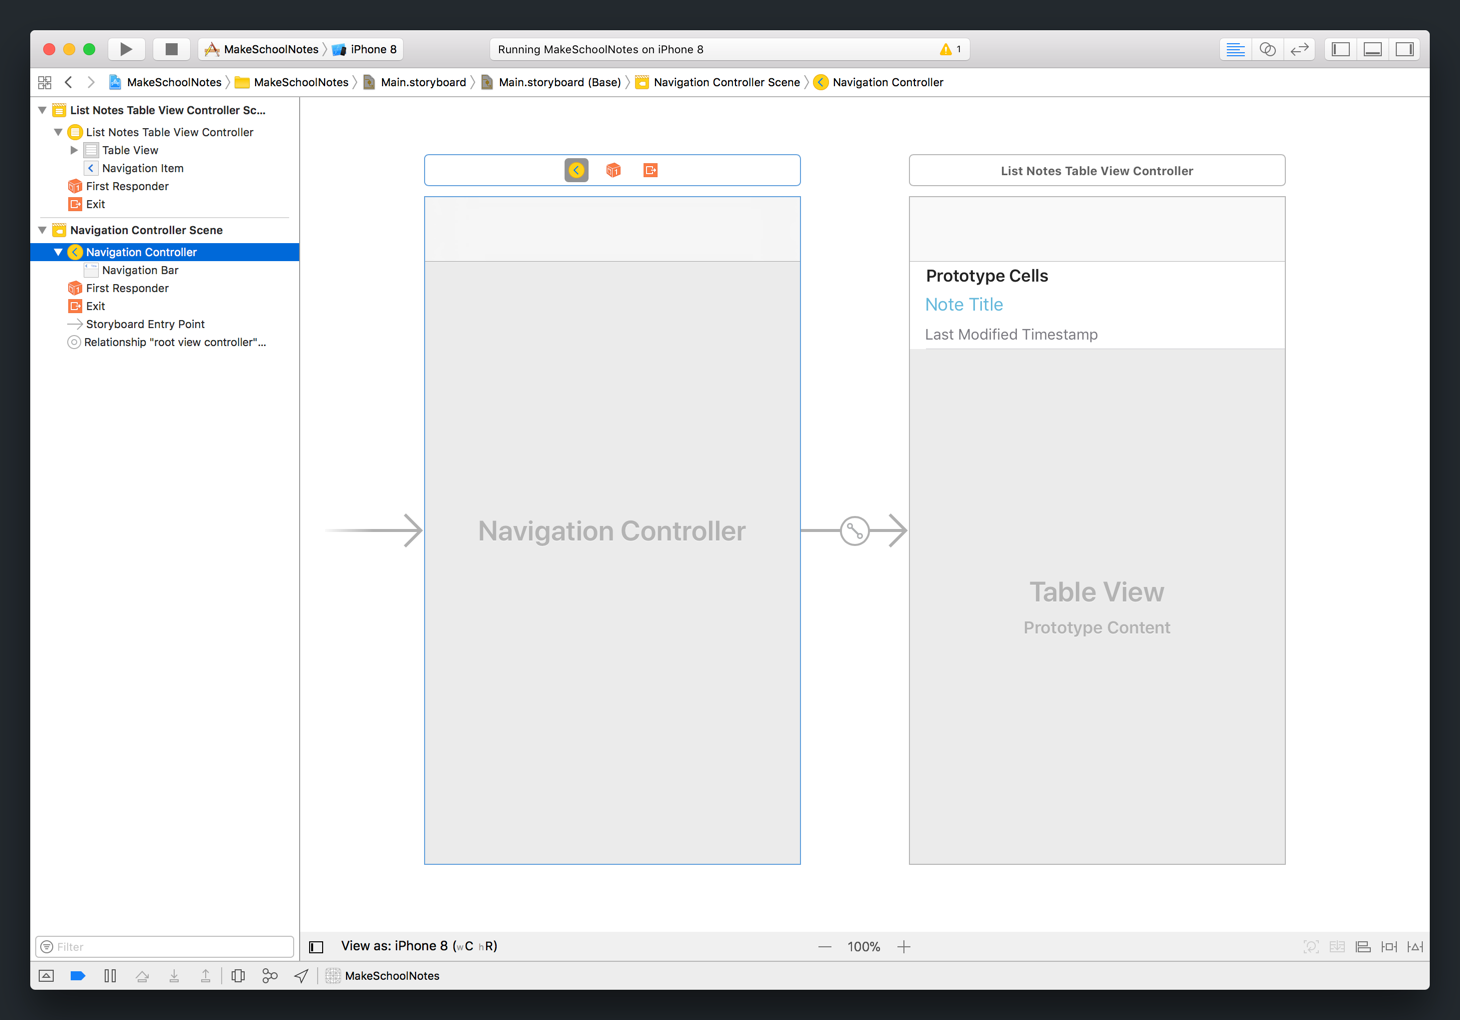 MakeSchoolNotes iPhone 8 Running MakeSchoolNotes on iPhone 8 1
MakeSchoolNotes MakeSchoolNotes Main.storyboard Main.storyboard (Base) Navigation Controller Scene Navigation Controller
List Notes Table View Controller Sc...
List Notes Table View Controller
Table View
Navigation Item
First Responder
Exit
Navigation Controller Scene
Navigation Controller
Navigation Bar
First Responder
Exit
Storyboard Entry Point
Relationship "root view controller"...
Filter
Navigation Controller
List Notes Table View Controller
Prototype Cells
Note Title
Last Modified Timestamp
Table View
Prototype Content
View as: iPhone 8 (wC hR) 100%
MakeSchoolNotes